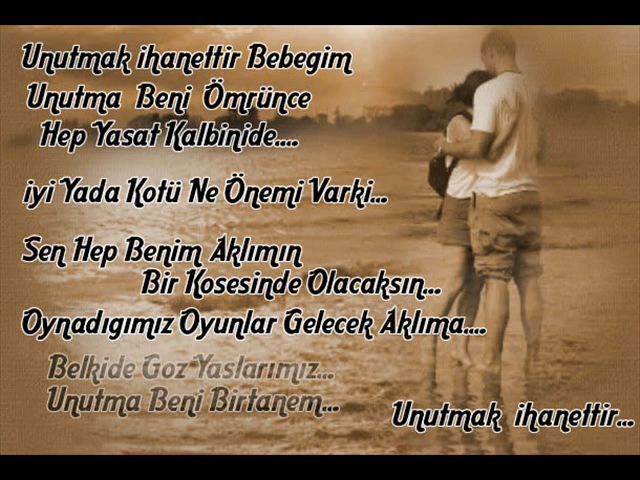 Unutmak ihanettir Bebegim
Unutma Beni Ömrünce
Hep Yasat Kalbinide....
iyi Yada Kotü Ne Önemi Varki...
Sen Hep Benim Aklımın
Bir Kosesinde Olacaksın...
Oynadıgımız Oyunlar Gelecek Aklıma....
Belkide Goz Yaslarımız...
Unutma Beni Birtanem...
Unutmak ihanettir...